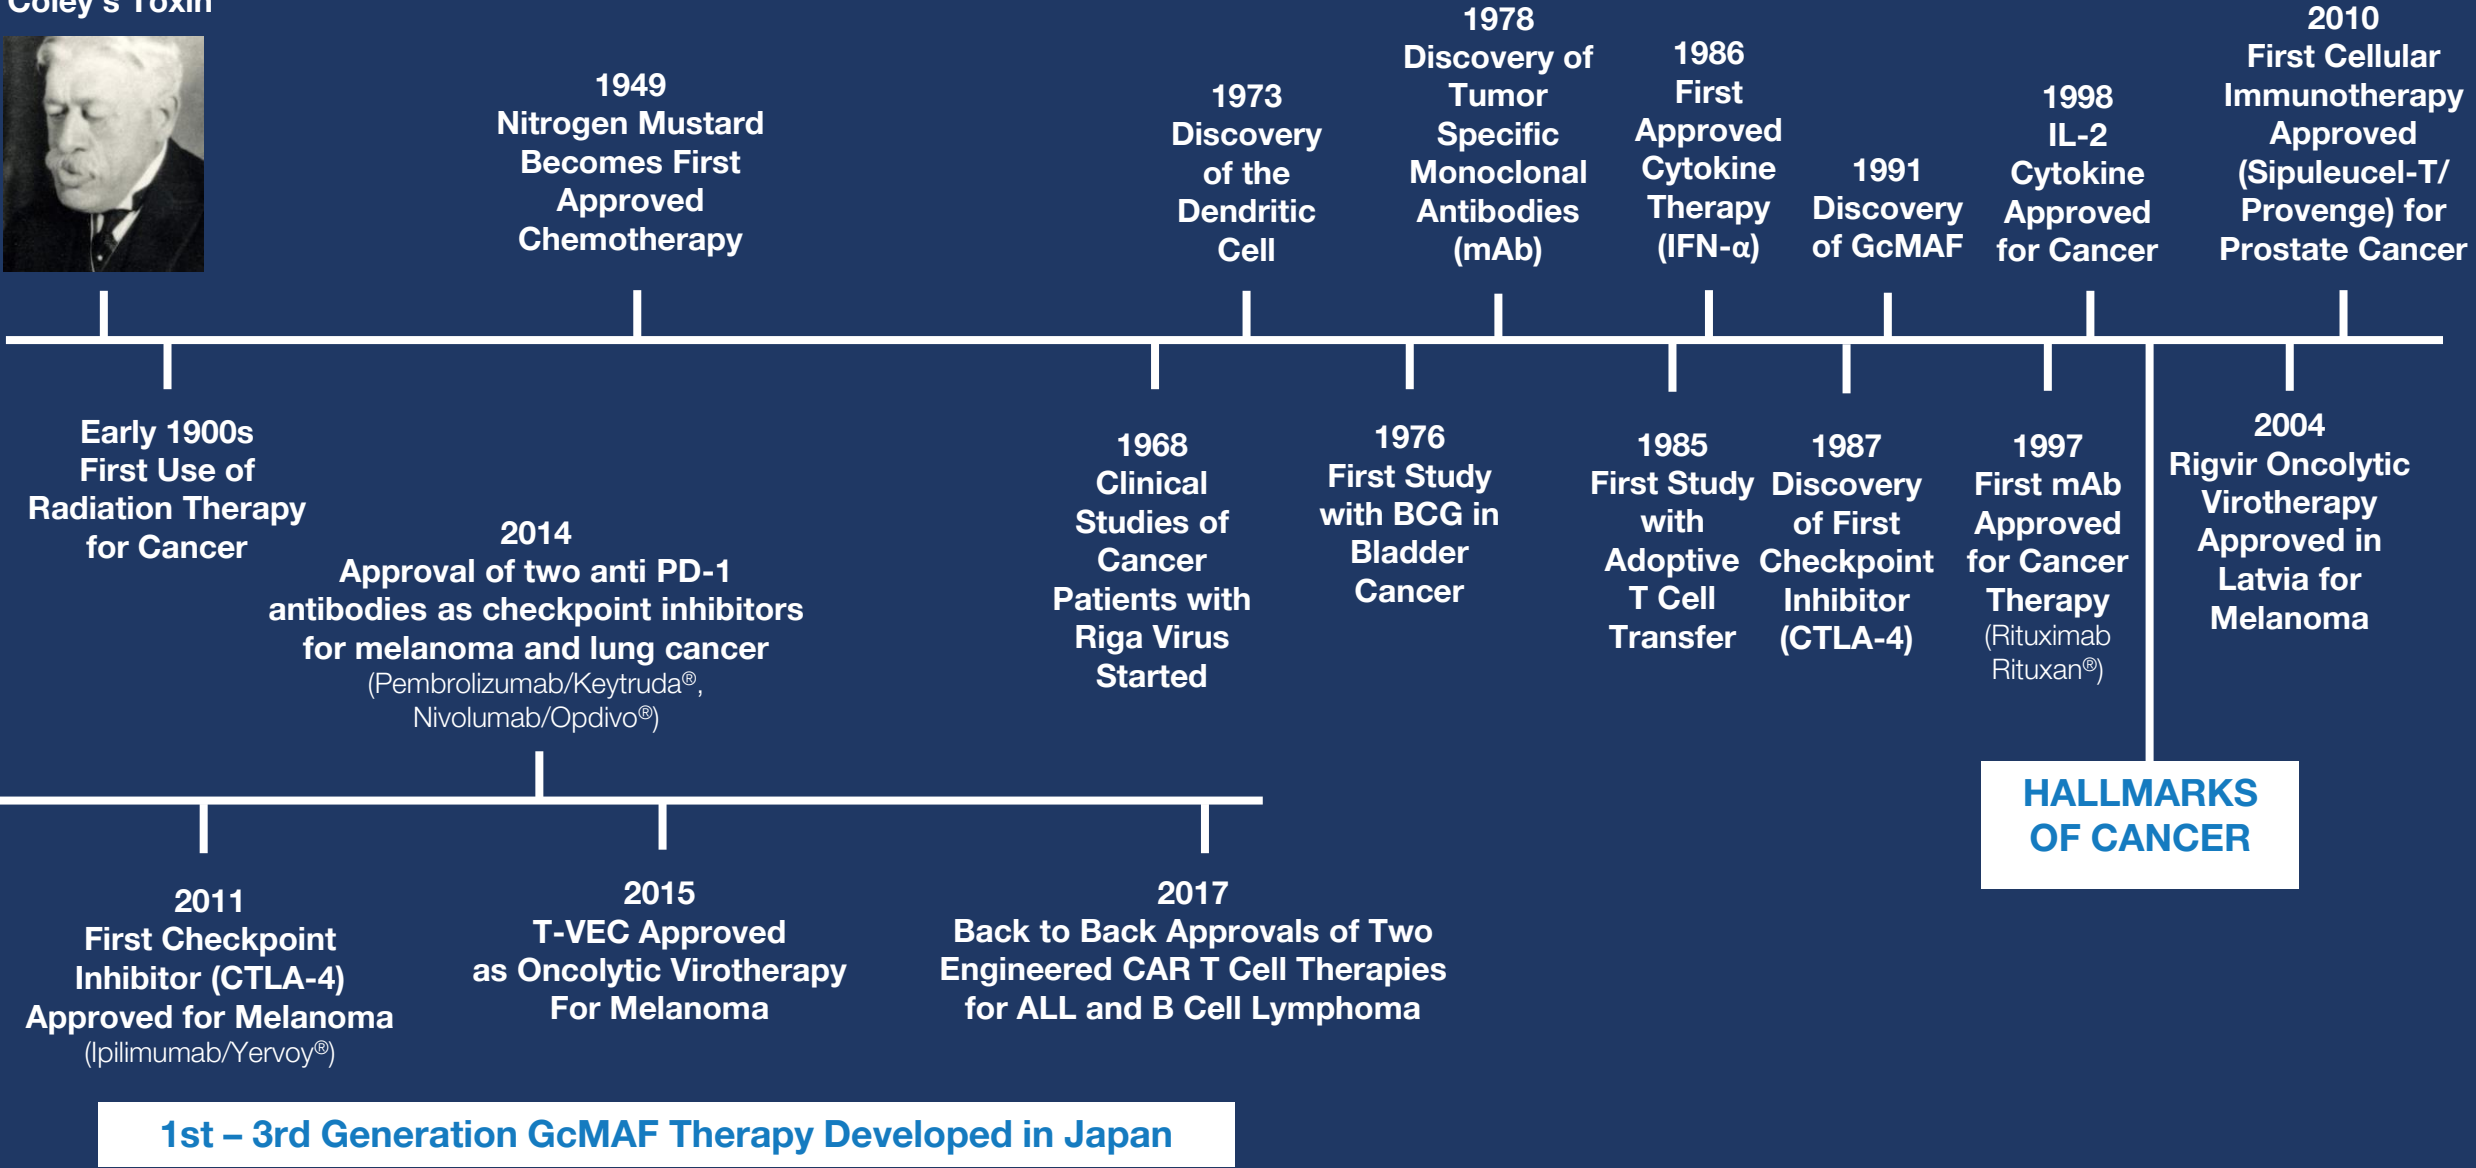 Coley's Toxin
1949
Nitrogen Mustard
Becomes First
Approved
Chemotherapy
1973
Discovery
of the
Dendritic
Cell
1978
Discovery of
Tumor
Specific
Monoclonal
Antibodies
(mAb)
1986
First
Approved
Cytokine
Therapy
(IFN-α)
1991
Discovery
of GcMAF
1998
IL-2
Cytokine
Approved
for Cancer
2010
First Cellular
Immunotherapy
Approved
(Sipuleucel-T/
Provenge) for
Prostate Cancer
Early 1900s
First Use of
Radiation Therapy
for Cancer
1968
Clinical
Studies of
Cancer
Patients with
Riga Virus
Started
1976
First Study
with BCG in
Bladder
Cancer
1985
First Study
with
Adoptive
T Cell
Transfer
1987
Discovery
of First
Checkpoint
Inhibitor
(CTLA-4)
1997
First mAb
Approved
for Cancer
Therapy
(Rituximab
Rituxan®)
2004
Rigvir Oncolytic
Virotherapy
Approved in
Latvia for
Melanoma
HALLMARKS
OF CANCER
2014
Approval of two anti PD-1
antibodies as checkpoint inhibitors
for melanoma and lung cancer
(Pembrolizumab/Keytruda®,
Nivolumab/Opdivo®)
2011
First Checkpoint
Inhibitor (CTLA-4)
Approved for Melanoma
(Ipilimumab/Yervoy®)
2015
T-VEC Approved
as Oncolytic Virotherapy
For Melanoma
2017
Back to Back Approvals of Two
Engineered CAR T Cell Therapies
for ALL and B Cell Lymphoma
1st – 3rd Generation GcMAF Therapy Developed in Japan